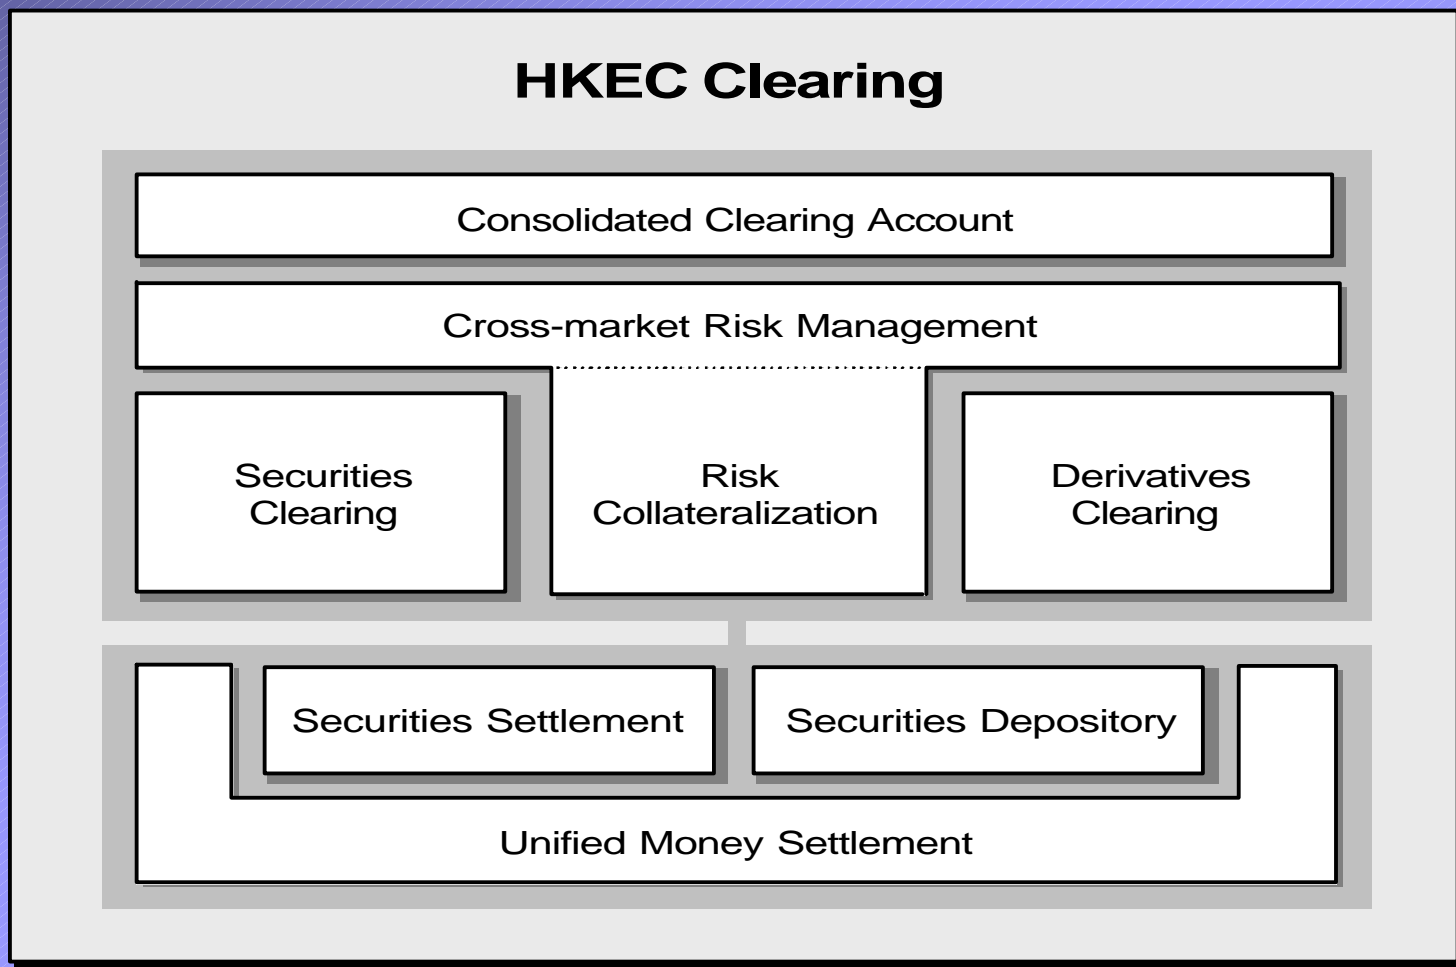 HKEC Clearing
Consolidated Clearing Account
Cross-market Risk Management
Securities
Clearing
Risk
Collateralization
Derivatives
Clearing
Securities Settlement
Securities Depository
Unified Money Settlement